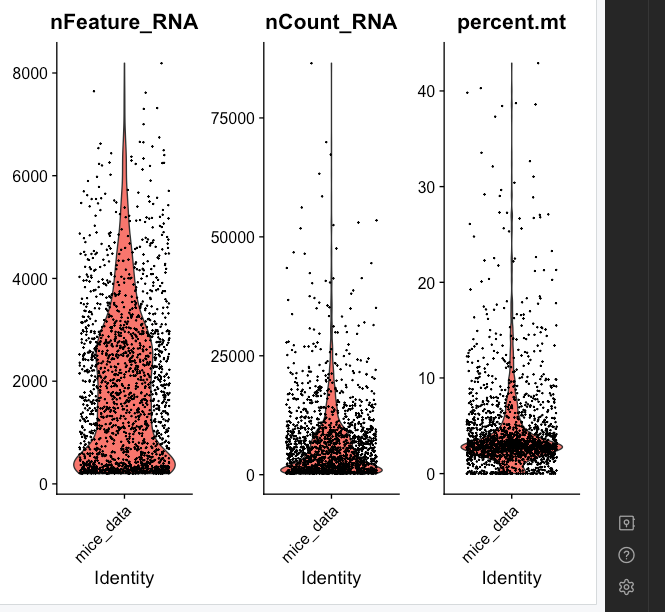 nFeature_RNA
8000
6000
4000
2000
0
mice_data
Identity
nCount_RNA
75000
50000
25000
0
mice_data
Identity
percent.mt
40
30
20
10
0
mice_data
Identity